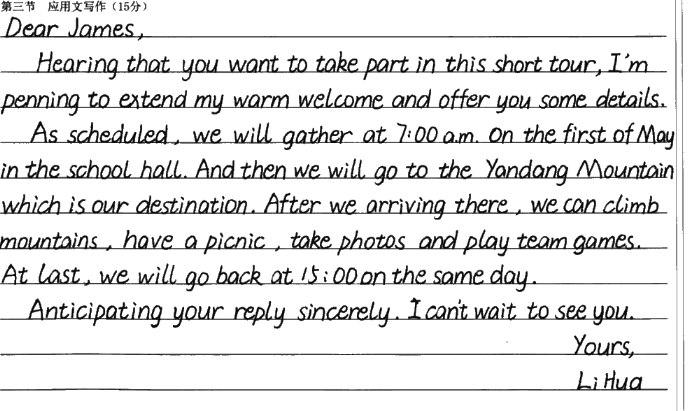 第三节 应用文写作（15分）
Dear James,
Hearing that you want to take part in this short tour, I'm
penning to extend my warm welcome and offer you some details.
As scheduled, we will gather at 7:00 a.m. on the first of May
in the school hall. And then we will go to the Yandang Mountain
which is our destination. After we arriving there, we can climb
mountains, have a picnic, take photos and play team games.
At last, we will go back at 15:00 on the same day.
Anticipating your reply sincerely. I can't wait to see you.
Yours,
Li Hua